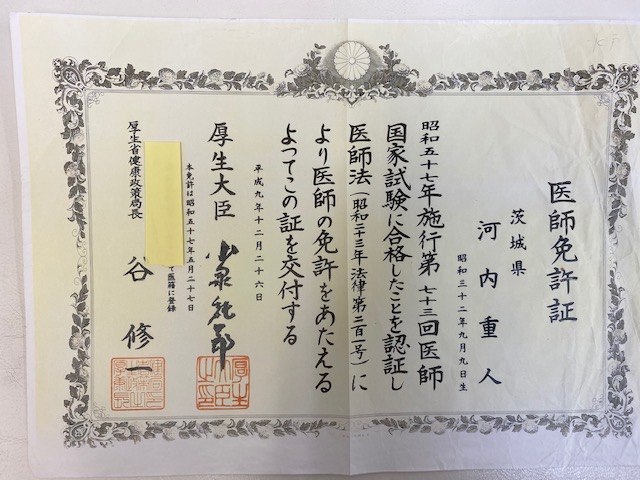 医師免許証
茨城県
河内重人
昭和三十二年九月九日生
昭和五十七年施行第七十三回医師
国家試験に合格したことを認証し
医師法(昭和二十三年法律第二百一号)に
より医師の免許をあたえる
よってこの証を交付する
平成九年十二月二十六日
厚生大臣 小泉純一郎
本免許は昭和五十七年五月二十七日
医籍に登録
厚生省健康政策局長 谷修一